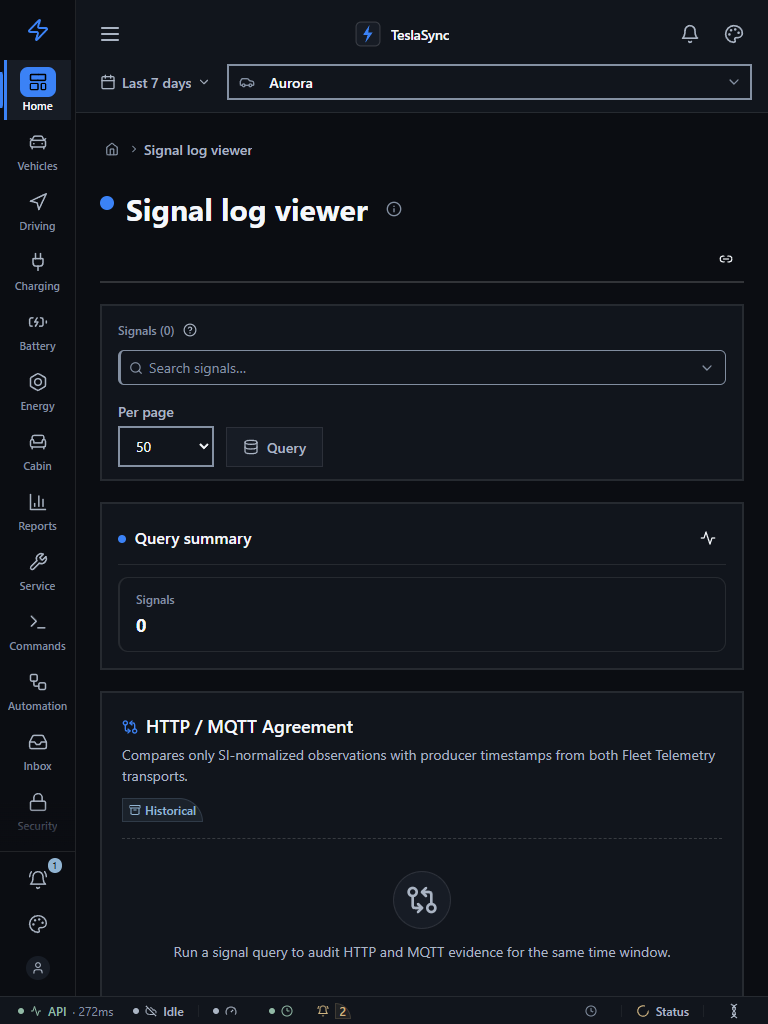 TeslaSync
Last 7 days
Aurora
Home
Vehicles
Driving
Charging
Battery
Energy
Cabin
Reports
Service
Commands
Automation
Inbox
Security
1
Signal log viewer
Signal log viewer
Signals (0)
Search signals...
Per page
50
Query
Query summary
Signals
0
HTTP / MQTT Agreement
Compares only SI-normalized observations with producer timestamps from both Fleet Telemetry
transports.
Historical
Run a signal query to audit HTTP and MQTT evidence for the same time window.
API · 272ms
Idle
2
Status